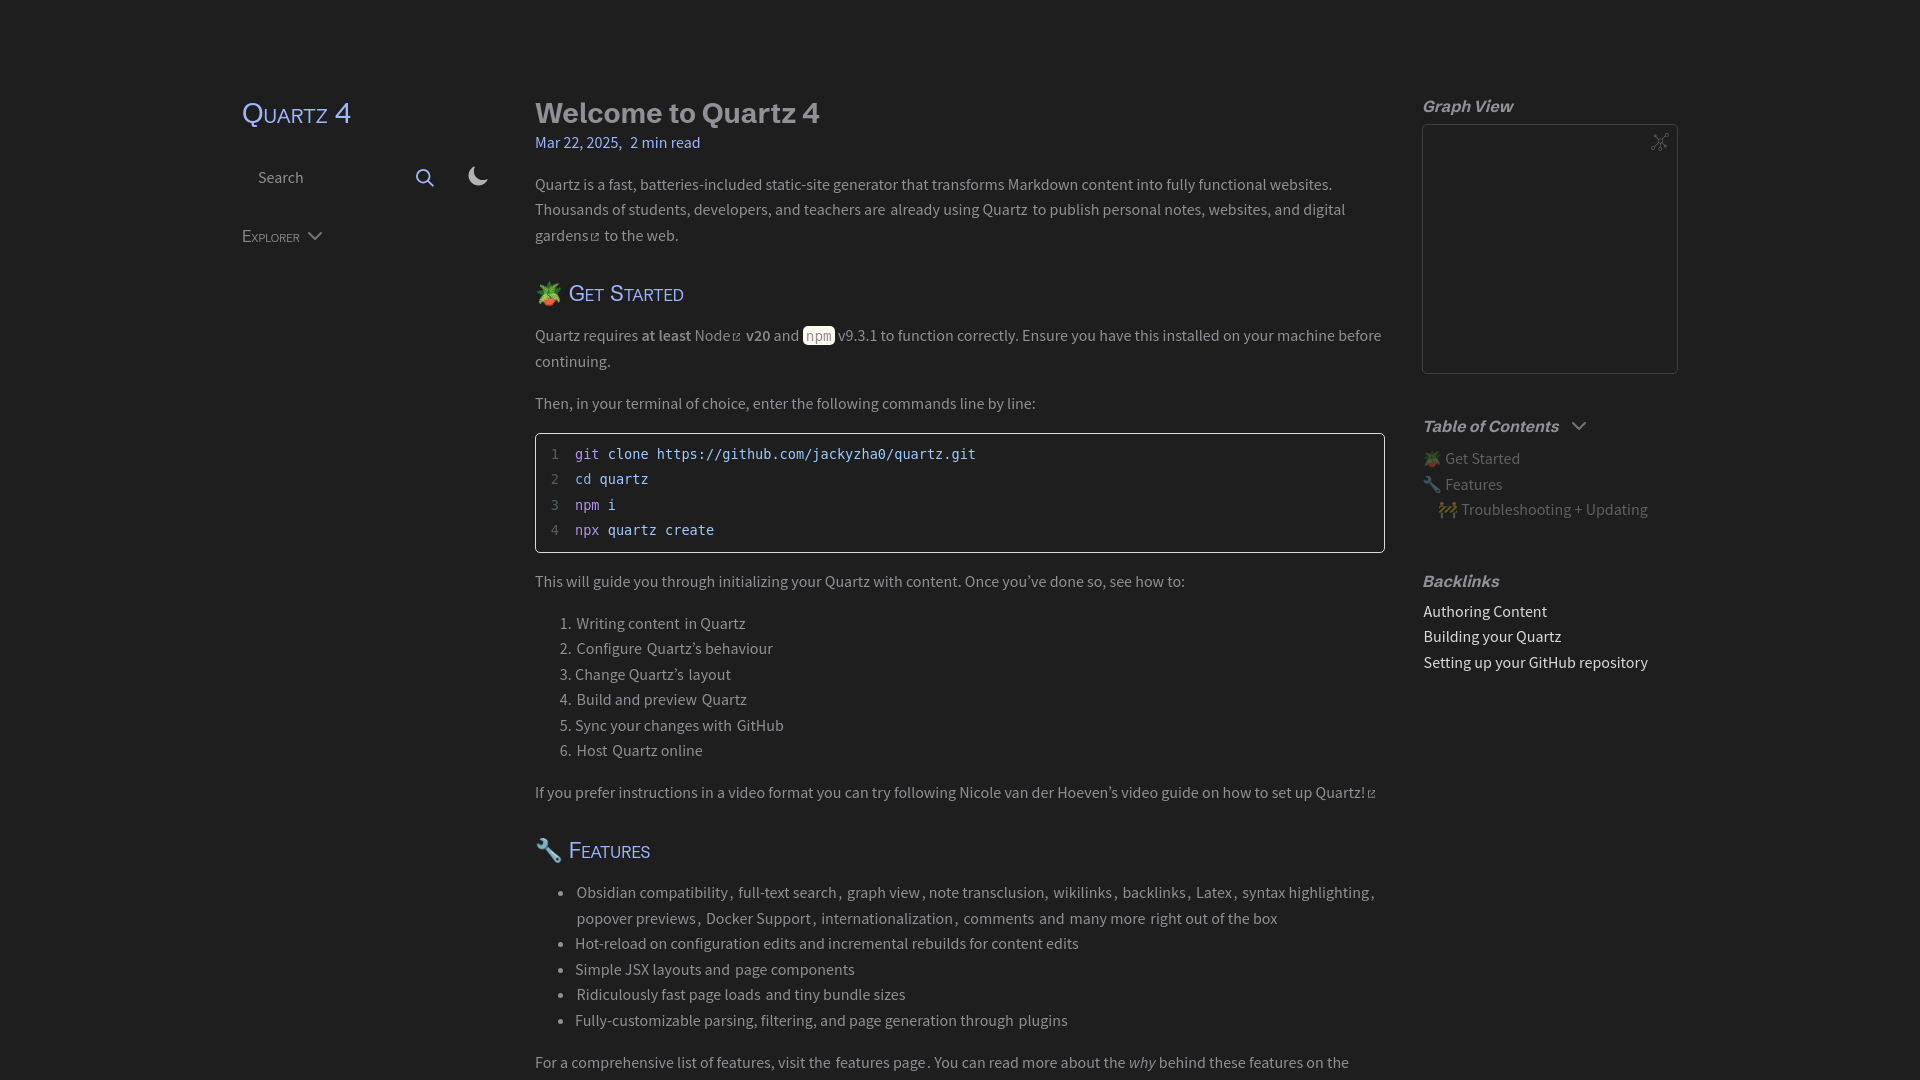 Quartz 4
Search
Explorer
Welcome to Quartz 4
Mar 22, 2025, 2 min read
Quartz is a fast, batteries-included static-site generator that transforms Markdown content into fully functional websites.
Thousands of students, developers, and teachers are already using Quartz to publish personal notes, websites, and digital
gardens to the web.
🪴 Get Started
Quartz requires at least Node v20 and npm v9.3.1 to function correctly. Ensure you have this installed on your machine before
continuing.
Then, in your terminal of choice, enter the following commands line by line:
1 git clone https://github.com/jackyzha0/quartz.git
2 cd quartz
3 npm i
4 npx quartz create
This will guide you through initializing your Quartz with content. Once you’ve done so, see how to:
1. Writing content in Quartz
2. Configure Quartz’s behaviour
3. Change Quartz’s layout
4. Build and preview Quartz
5. Sync your changes with GitHub
6. Host Quartz online
If you prefer instructions in a video format you can try following Nicole van der Hoeven’s video guide on how to set up Quartz!
🔧 Features
• Obsidian compatibility, full-text search, graph view, note transclusion, wikilinks, backlinks, Latex, syntax highlighting,
popover previews, Docker Support, internationalization, comments and many more right out of the box
• Hot-reload on configuration edits and incremental rebuilds for content edits
• Simple JSX layouts and page components
• Ridiculously fast page loads and tiny bundle sizes
• Fully-customizable parsing, filtering, and page generation through plugins
For a comprehensive list of features, visit the features page. You can read more about the why behind these features on the
Graph View
Table of Contents
🪴 Get Started
🔧 Features
🚧 Troubleshooting + Updating
Backlinks
Authoring Content
Building your Quartz
Setting up your GitHub repository